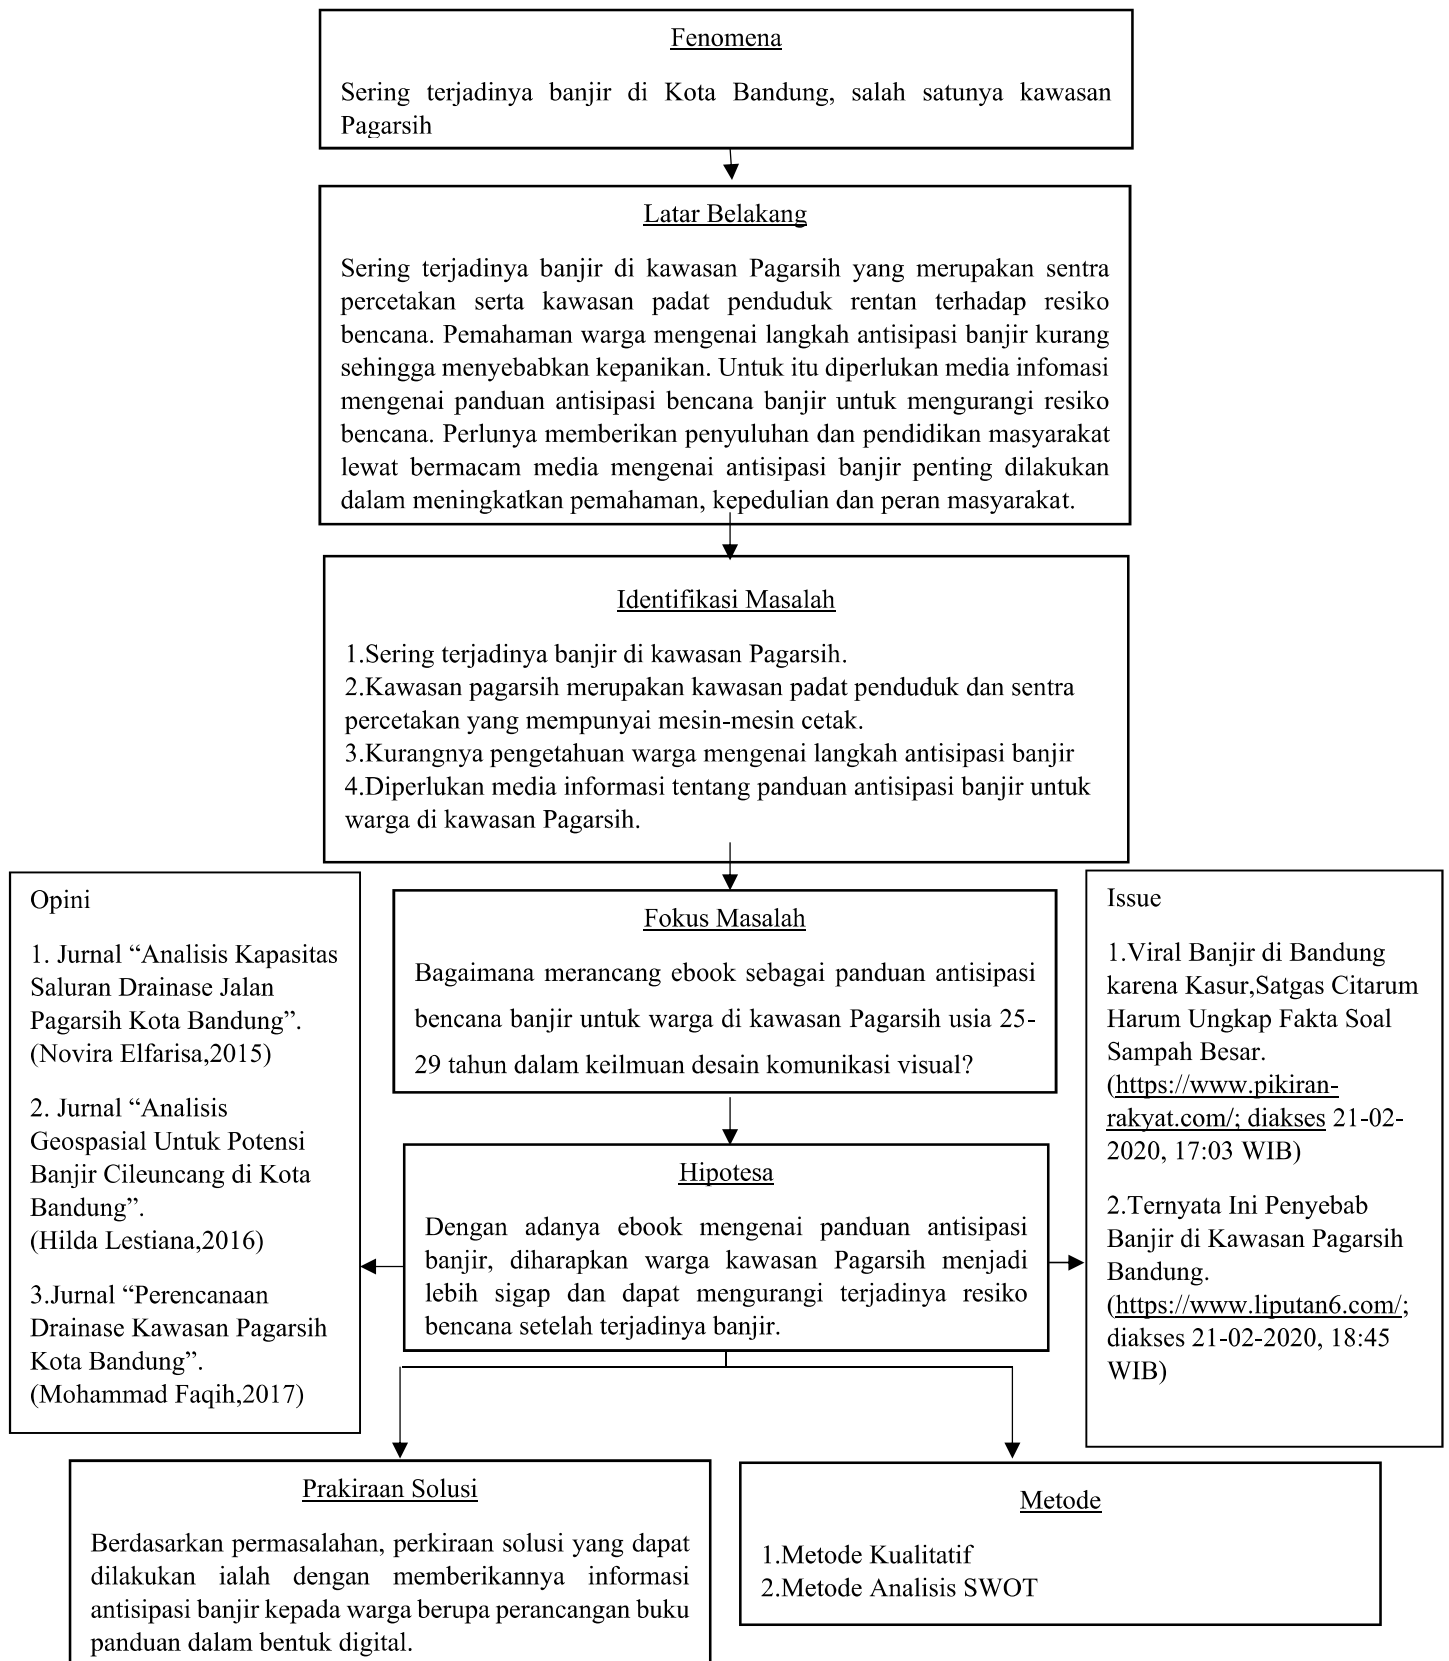 Fenomena
Sering terjadinya banjir di Kota Bandung, salah satunya kawasan
Pagarsih
Latar Belakang
Sering terjadinya banjir di kawasan Pagarsih yang merupakan sentra
percetakan serta kawasan padat penduduk rentan terhadap resiko
bencana. Pemahaman warga mengenai langkah antisipasi banjir kurang
sehingga menyebabkan kepanikan. Untuk itu diperlukan media infomasi
mengenai panduan antisipasi bencana banjir untuk mengurangi resiko
bencana. Perlunya memberikan penyuluhan dan pendidikan masyarakat
lewat bermacam media mengenai antisipasi banjir penting dilakukan
dalam meningkatkan pemahaman, kepedulian dan peran masyarakat.
Identifikasi Masalah
1.Sering terjadinya banjir di kawasan Pagarsih.
2.Kawasan pagarsih merupakan kawasan padat penduduk dan sentra
percetakan yang mempunyai mesin-mesin cetak.
3.Kurangnya pengetahuan warga mengenai langkah antisipasi banjir
4.Diperlukan media informasi tentang panduan antisipasi banjir untuk
warga di kawasan Pagarsih.
Opini
1. Jurnal “Analisis Kapasitas
Saluran Drainase Jalan
Pagarsih Kota Bandung”.
(Novira Elfarisa,2015)
2. Jurnal “Analisis
Geospasial Untuk Potensi
Banjir Cileuncang di Kota
Bandung”.
(Hilda Lestiana,2016)
3.Jurnal “Perencanaan
Drainase Kawasan Pagarsih
Kota Bandung”.
(Mohammad Faqih,2017)
Fokus Masalah
Bagaimana merancang ebook sebagai panduan antisipasi
bencana banjir untuk warga di kawasan Pagarsih usia 25-
29 tahun dalam keilmuan desain komunikasi visual?
Hipotesa
Dengan adanya ebook mengenai panduan antisipasi
banjir, diharapkan warga kawasan Pagarsih menjadi
lebih sigap dan dapat mengurangi terjadinya resiko
bencana setelah terjadinya banjir.
Issue
1.Viral Banjir di Bandung
karena Kasur,Satgas Citarum
Harum Ungkap Fakta Soal
Sampah Besar.
(https://www.pikiran-
rakyat.com/; diakses 21-02-
2020, 17:03 WIB)
2.Ternyata Ini Penyebab
Banjir di Kawasan Pagarsih
Bandung.
(https://www.liputan6.com/;
diakses 21-02-2020, 18:45
WIB)
Prakiraan Solusi
Berdasarkan permasalahan, perkiraan solusi yang dapat
dilakukan ialah dengan memberikannya informasi
antisipasi banjir kepada warga berupa perancangan buku
panduan dalam bentuk digital.
Metode
1.Metode Kualitatif
2.Metode Analisis SWOT